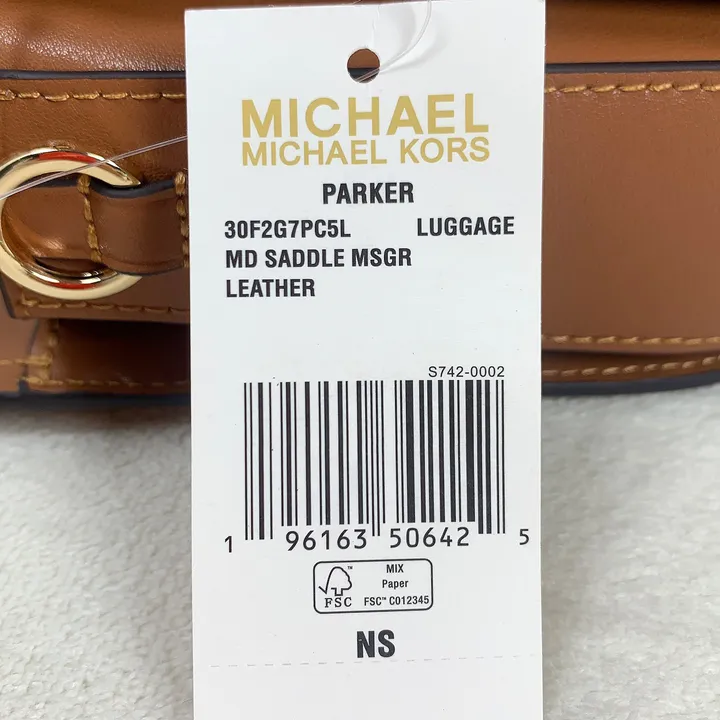 MICHAEL
MICHAEL KORS
PARKER
30F2G7PC5L LUGGAGE
MD SADDLE MSGR
LEATHER
S742-0002
1 96163 50642 5
FSC™
MIX
Paper
FSC™ C012345
NS